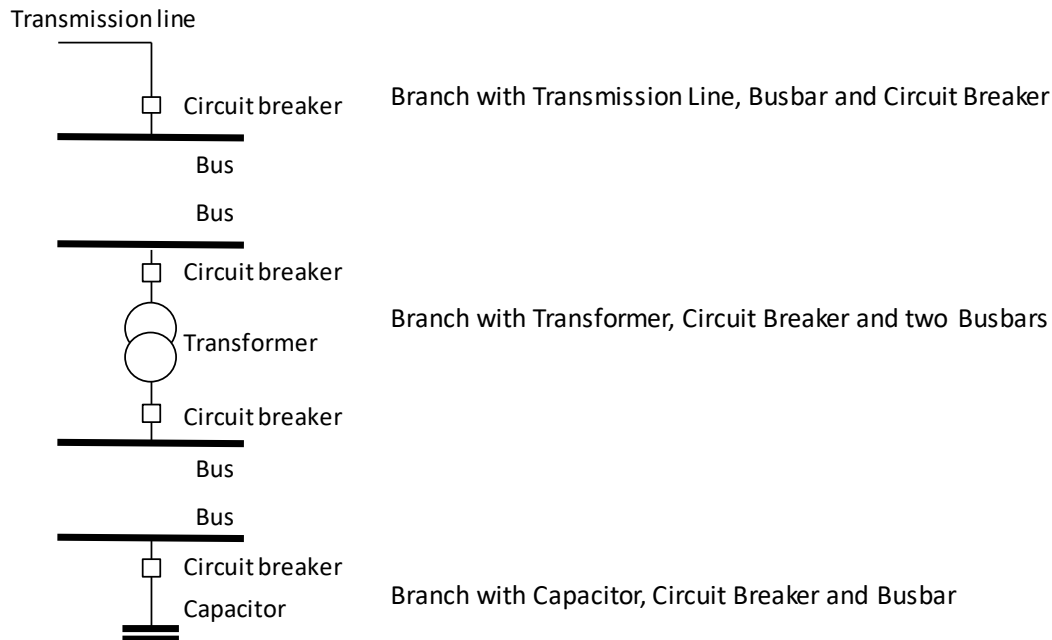 Transmission line
Circuit breaker
Branch with Transmission Line, Busbar and Circuit Breaker
Bus
Bus
Circuit breaker
Branch with Transformer, Circuit Breaker and two Busbars
Transformer
Circuit breaker
Bus
Bus
Circuit breaker
Branch with Capacitor, Circuit Breaker and Busbar
Capacitor